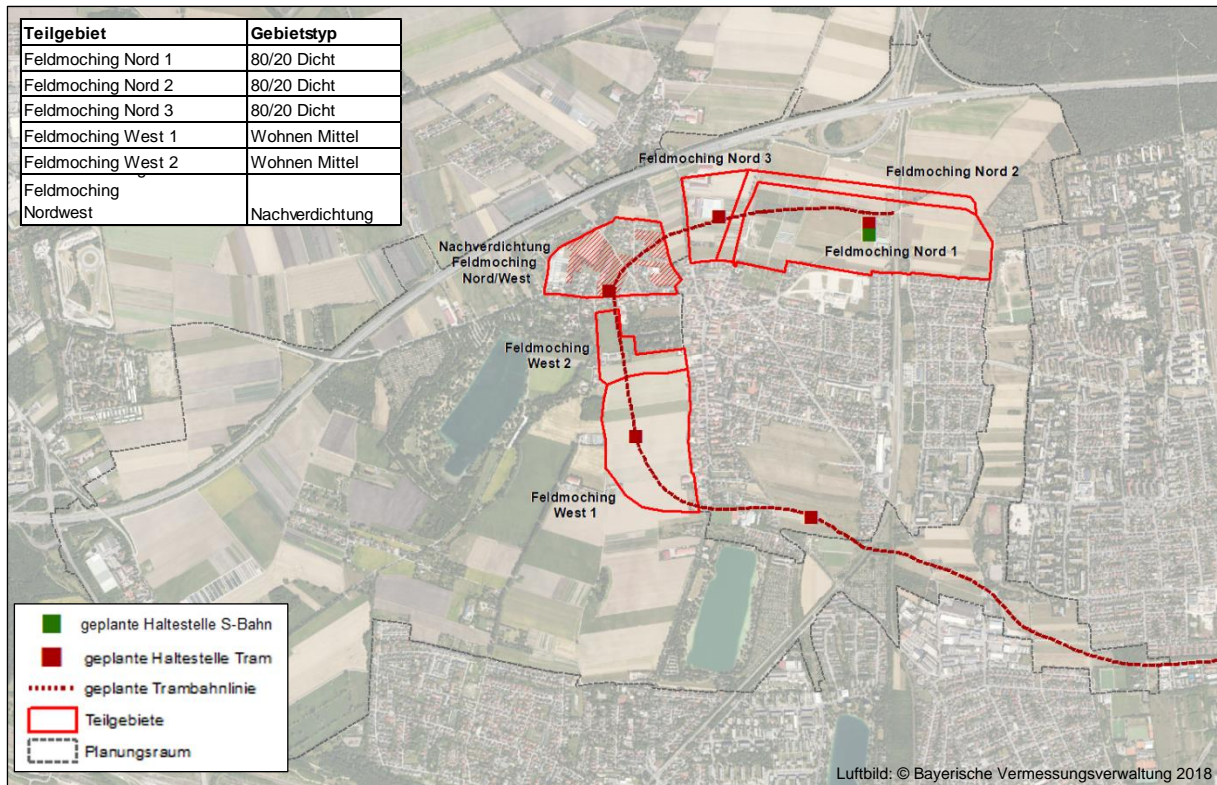 Teilgebiet Gebietstyp
Feldmoching Nord 1 80/20 Dicht
Feldmoching Nord 2 80/20 Dicht
Feldmoching Nord 3 80/20 Dicht
Feldmoching West 1 Wohnen Mittel
Feldmoching West 2 Wohnen Mittel
Feldmoching
Nordwest Nachverdichtung
Feldmoching Nord 3
Feldmoching Nord 2
Feldmoching Nord 1
Nachverdichtung
Feldmoching
Nord/West
Feldmoching
West 2
Feldmoching
West 1
geplante Haltestelle S-Bahn
geplante Haltestelle Tram
geplante Trambahnlinie
Teilgebiete
Planungsraum
Luftbild: © Bayerische Vermessungsverwaltung 2018